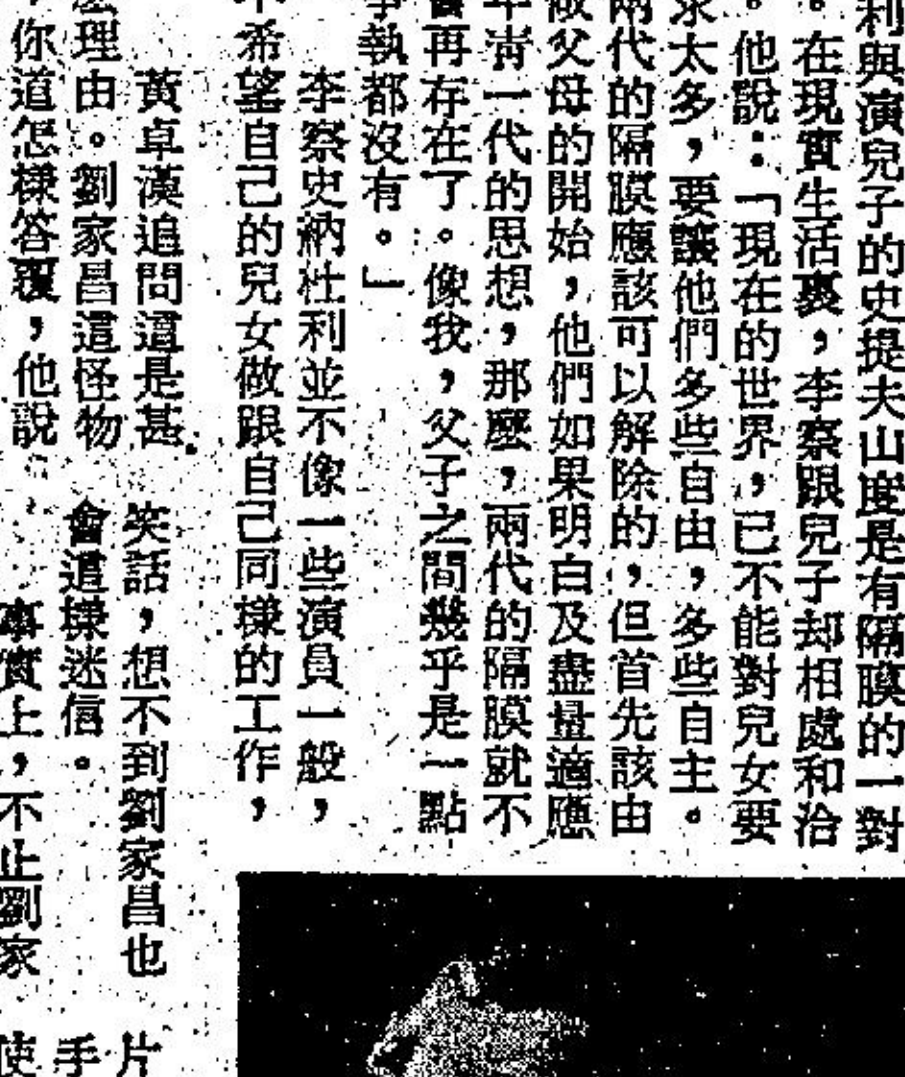 利與演兒子的史提夫山度是有隔膜的一對
。在現實生活裏，李察跟兒子却相處和洽
。他說：「現在的世界，已不能對兒女要
求太多，要讓他們多些自由，多些自主。
兩代的隔膜應該可以解除的，但首先該由
做父母的開始，他們如果明白及盡量適應
年靑一代的思想，那麼，兩代的隔膜就不
會再存在了。像我，父子之間幾乎是一點
爭執都沒有。」
李察史納杜利並不像一些演員一般，
不希望自己的兒女做跟自己同樣的工作，
黃卓漢追問這是甚
麽理由。劉家昌這怪物
你道怎樣答覆，他說
笑話，想不到劉家昌也
會這樣迷信。
事實上，不止劉家
片
手
使